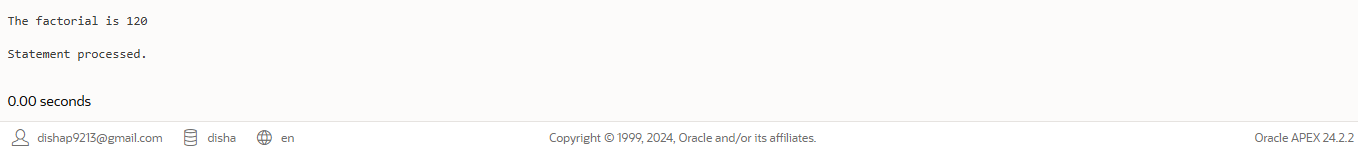 The factorial is 120
Statement processed.
0.00 seconds
dishap9213@gmail.com disha en Copyright © 1999, 2024, Oracle and/or its affiliates. Oracle APEX 24.2.2